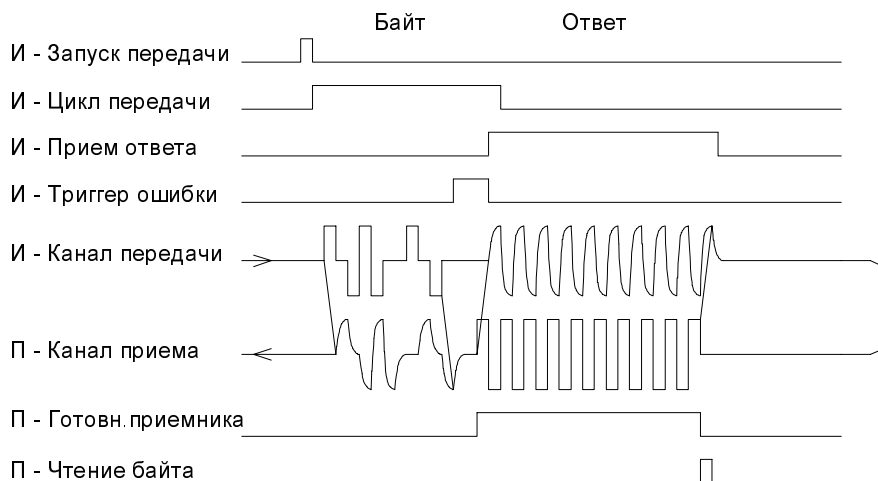 Байт Ответ
И - Запуск передачи
И - Цикл передачи
И - Прием ответа
И - Триггер ошибки
И - Канал передачи
П - Канал приема
П - Готовн.приемника
П - Чтение байта